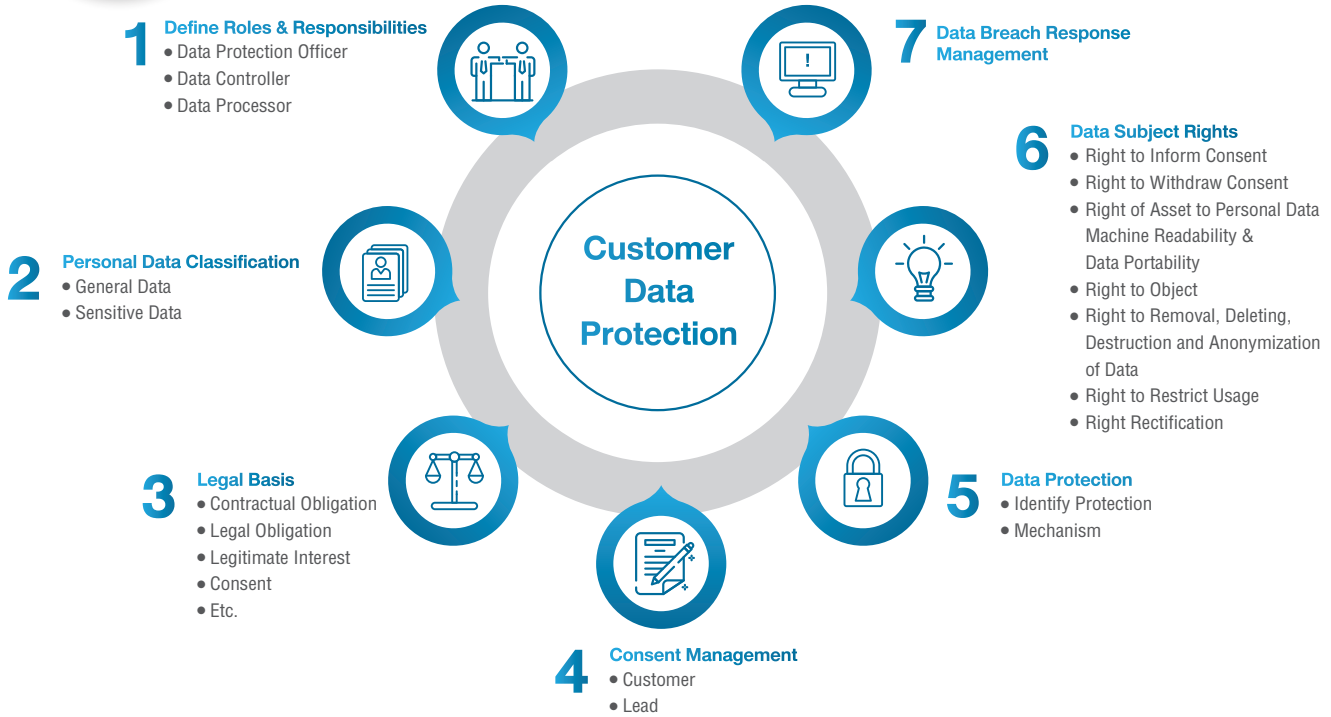 Customer
Data
Protection
1
Define Roles & Responsibilities
• Data Protection Officer
• Data Controller
• Data Processor
2
Personal Data Classification
• General Data
• Sensitive Data
3
Legal Basis
• Contractual Obligation
• Legal Obligation
• Legitimate Interest
• Consent
• Etc.
4
Consent Management
• Customer
• Lead
5
Data Protection
• Identify Protection
• Mechanism
6
Data Subject Rights
• Right to Inform Consent
• Right to Withdraw Consent
• Right of Asset to Personal Data
Machine Readability &
Data Portability
• Right to Object
• Right to Removal, Deleting,
Destruction and Anonymization
of Data
• Right to Restrict Usage
• Right Rectification
7
Data Breach Response
Management
!